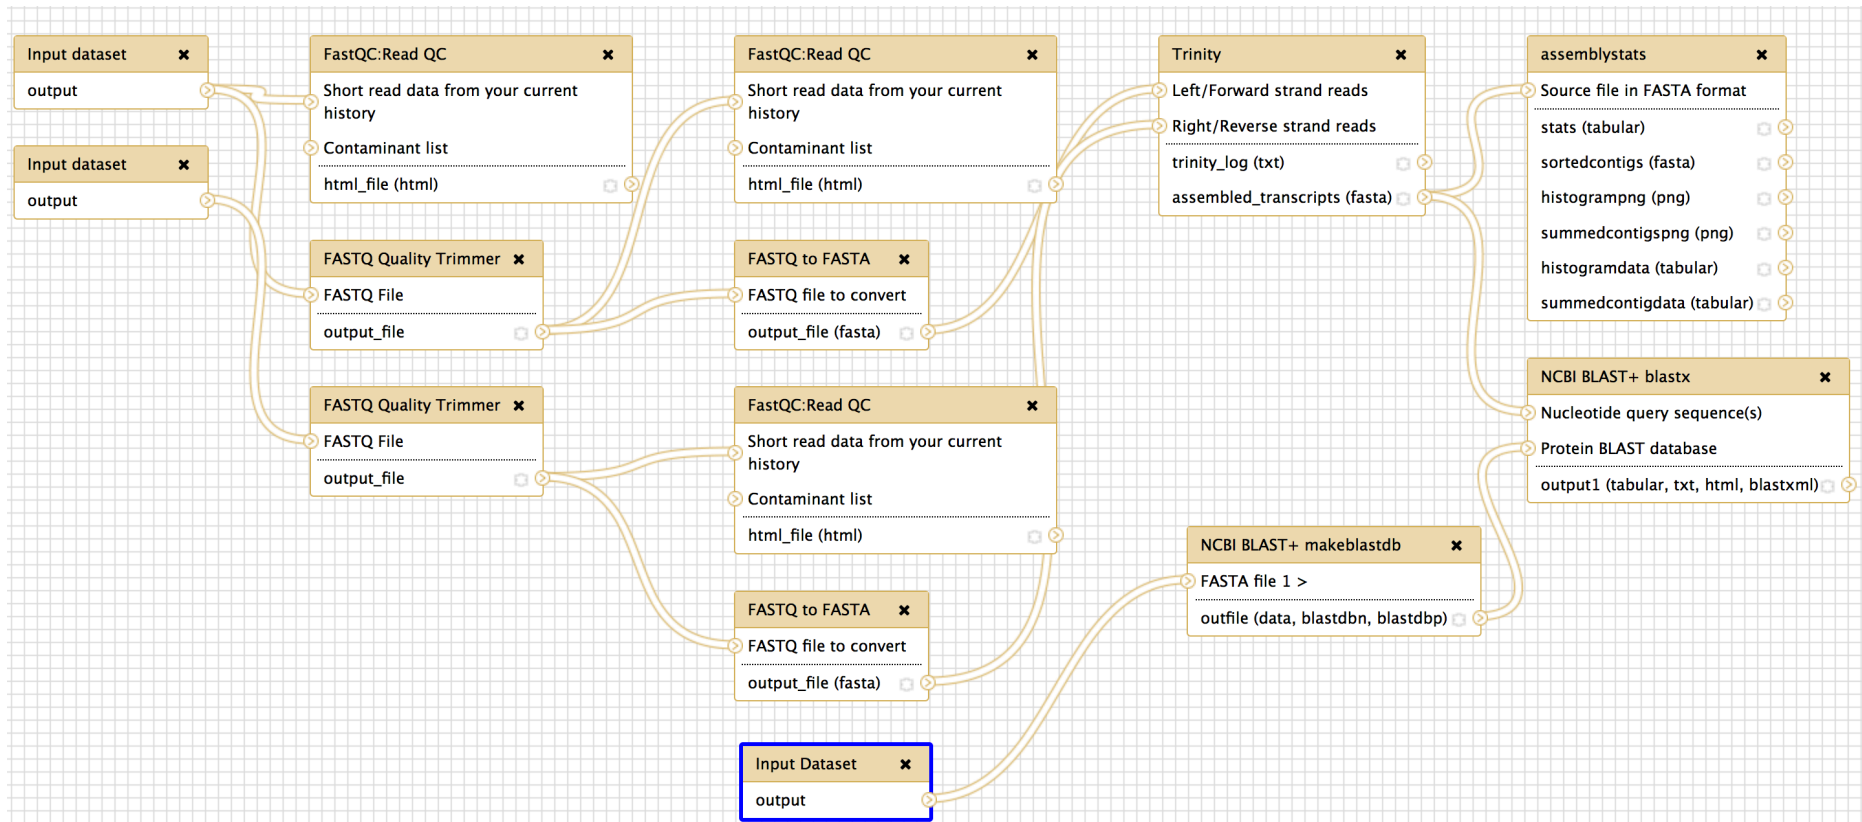 Input dataset
output
Input dataset
output
FastQC:Read QC
Short read data from your current
history
Contaminant list
html_file (html)
FASTQ Quality Trimmer
FASTQ File
output_file
FASTQ Quality Trimmer
FASTQ File
output_file
FastQC:Read QC
Short read data from your current
history
Contaminant list
html_file (html)
FASTQ to FASTA
FASTQ file to convert
output_file (fasta)
FastQC:Read QC
Short read data from your current
history
Contaminant list
html_file (html)
FASTQ to FASTA
FASTQ file to convert
output_file (fasta)
Input Dataset
output
Trinity
Left/Forward strand reads
Right/Reverse strand reads
trinity_log (txt)
assembled_transcripts (fasta)
NCBI BLAST+ makeblastdb
FASTA file 1 >
outfile (data, blastdbn, blastdbp)
assemblystats
Source file in FASTA format
stats (tabular)
sortedcontigs (fasta)
histogrampng (png)
summedcontigspng (png)
histogramdata (tabular)
summedcontigdata (tabular)
NCBI BLAST+ blastx
Nucleotide query sequence(s)
Protein BLAST database
output1 (tabular, txt, html, blastxml)